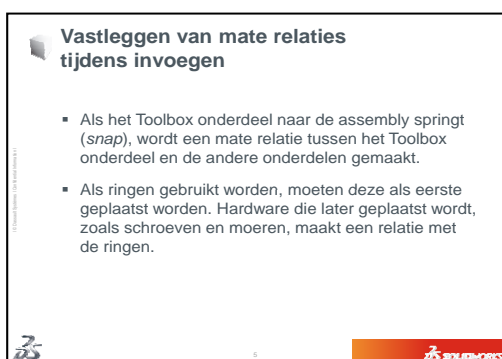 Vastleggen van mate relaties
tijdens invoegen
▪ Als het Toolbox onderdeel naar de assembly springt
(snap), wordt een mate relatie tussen het Toolbox
onderdeel en de andere onderdelen gemaakt.
▪ Als ringen gebruikt worden, moeten deze als eerste
geplaatst worden. Hardware die later geplaatst wordt,
zoals schroeven en moeren, maakt een relatie met
de ringen.
5